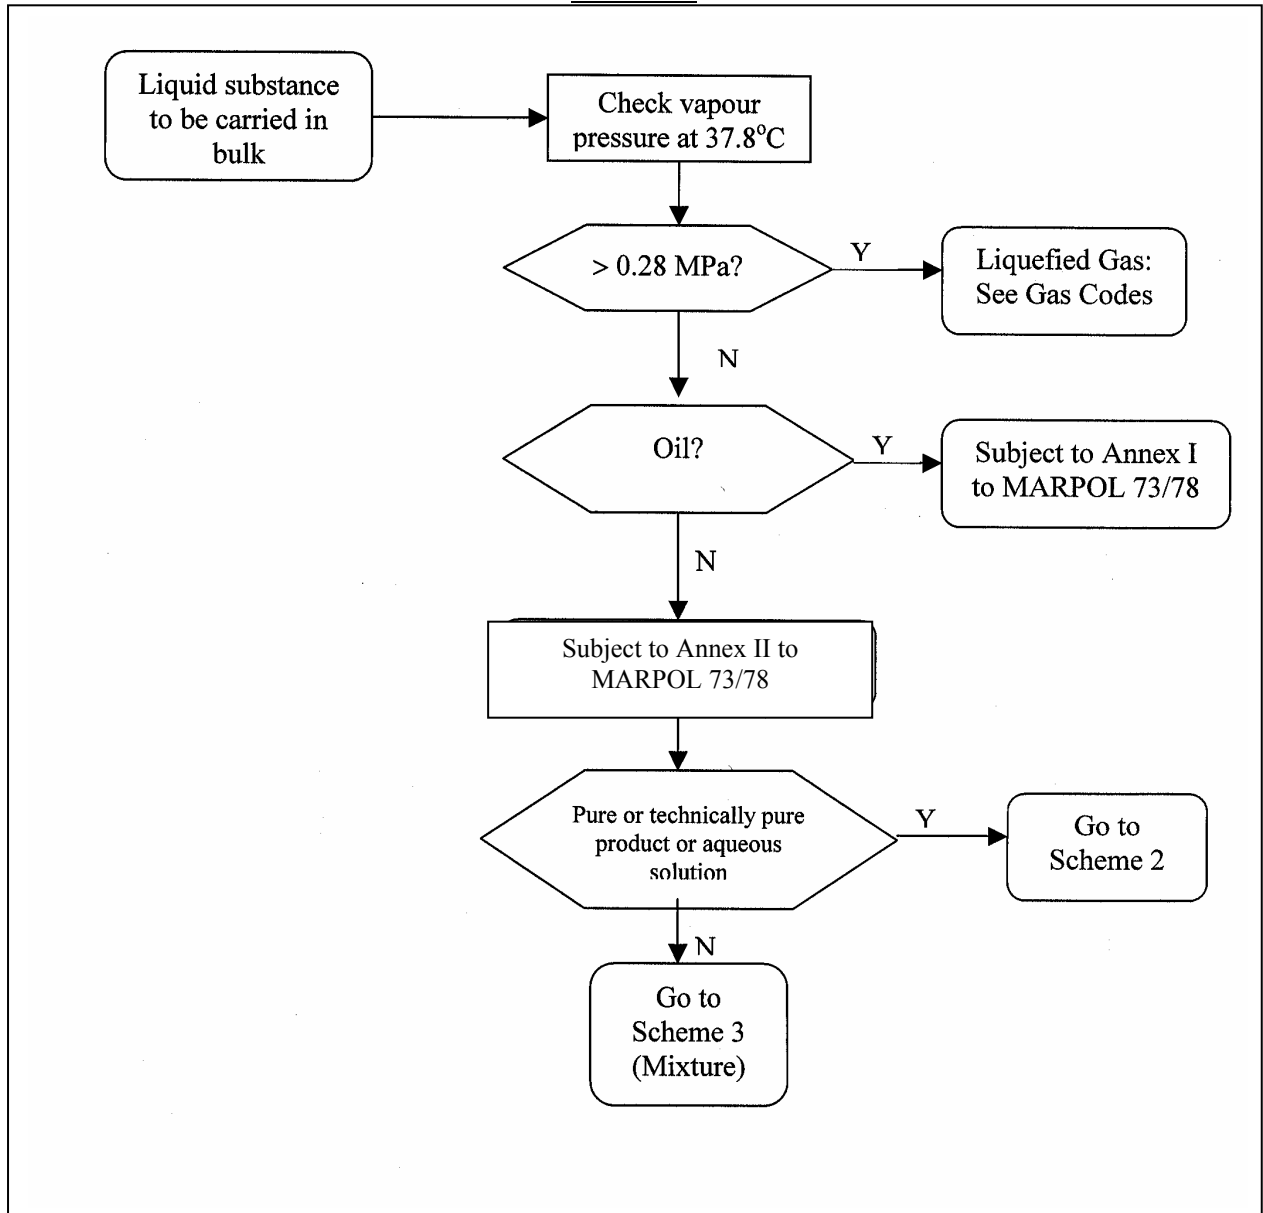 Liquid substance
to be carried in
bulk
Check vapour
pressure at 37.8°C
> 0.28 MPa?
Y
Liquefied Gas:
See Gas Codes
N
Oil?
Y
Subject to Annex I
to MARPOL 73/78
N
Subject to Annex II to
MARPOL 73/78
Pure or technically pure
product or aqueous
solution
Y
Go to
Scheme 2
N
Go to
Scheme 3
(Mixture)